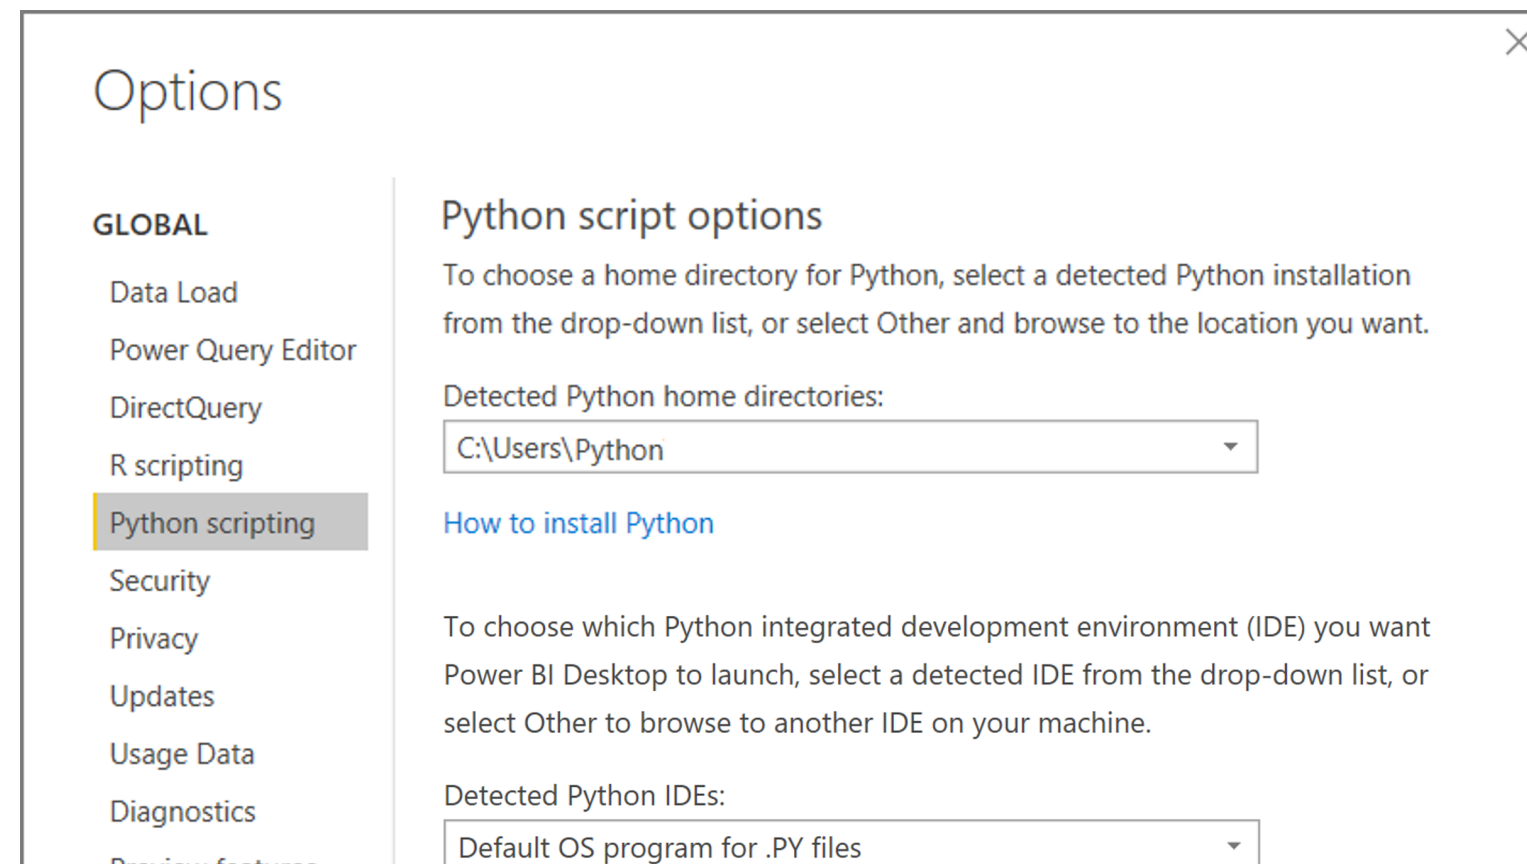 Options
GLOBAL
Data Load
Power Query Editor
DirectQuery
R scripting
Python scripting
Security
Privacy
Updates
Usage Data
Diagnostics
Preview features
Python script options
To choose a home directory for Python, select a detected Python installation
from the drop-down list, or select Other and browse to the location you want.
Detected Python home directories:
C:\Users\Python
How to install Python
To choose which Python integrated development environment (IDE) you want
Power BI Desktop to launch, select a detected IDE from the drop-down list, or
select Other to browse to another IDE on your machine.
Detected Python IDEs:
Default OS program for .PY files